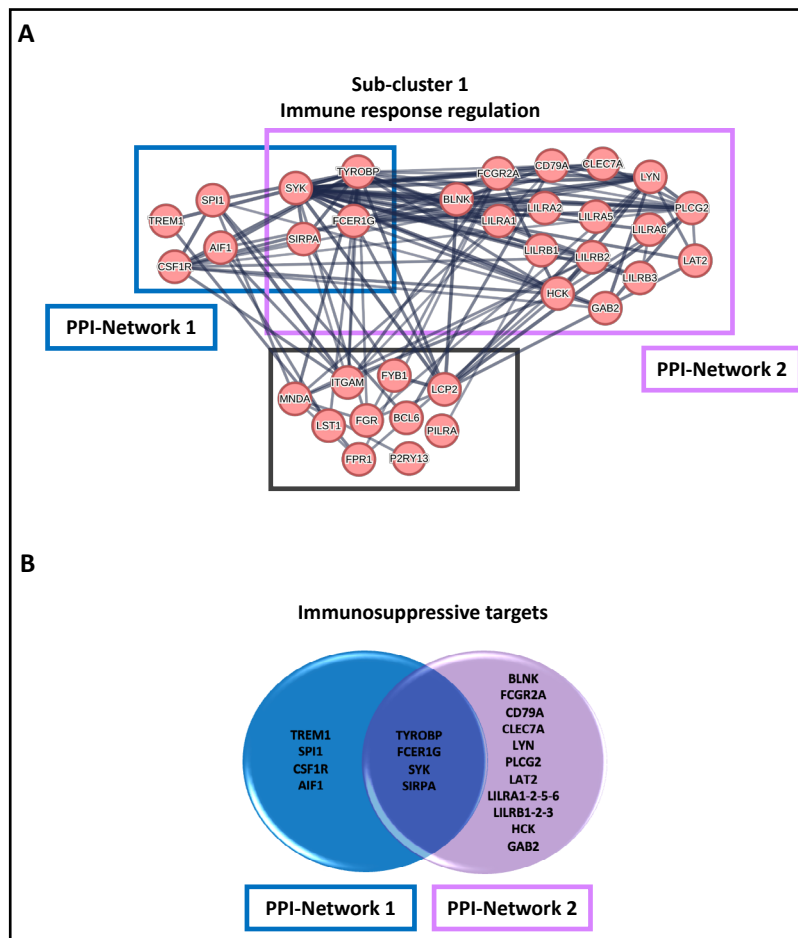 A
Sub-cluster 1
Immune response regulation
TYROBP
FCGR2A
CD79A
CLEC7A
LYN
SYK
SPI1
BLNK
PLCG2
TREM1
FCER1G
LILRA1
LILRA2
LILRA5
LILRA6
AIF1
SIRPA
LILRB1
LILRB2
LAT2
CSF1R
LILRB3
HCK
GAB2
PPI-Network 1
PPI-Network 2
ITGAM
FYB1
LCP2
MNDA
LST1
FGR
BCL6
PILRA
FPR1
P2RY13
B
Immunosuppressive targets
TREM1
SPI1
CSF1R
AIF1
TYROBP
FCER1G
SYK
SIRPA
BLNK
FCGR2A
CD79A
CLEC7A
LYN
PLCG2
LAT2
LILRA1-2-5-6
LILRB1-2-3
HCK
GAB2
PPI-Network 1
PPI-Network 2